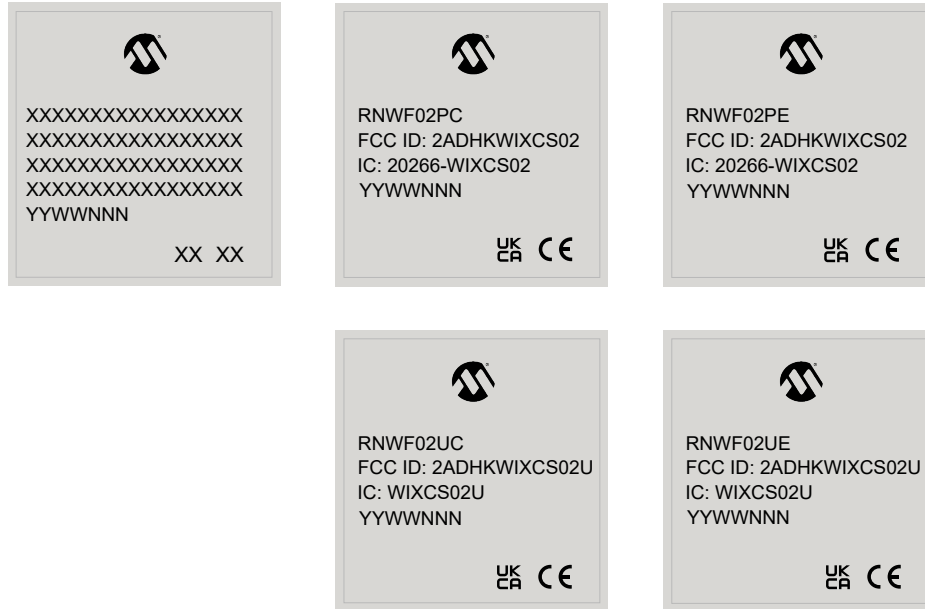 XXXXXXXXXXXXXXXXX
XXXXXXXXXXXXXXXXX
XXXXXXXXXXXXXXXXX
XXXXXXXXXXXXXXXXX
YYWWNNN
XX XX
RNWF02PC
FCC ID: 2ADHKWIXCS02
IC: 20266-WIXCS02
YYWWNNN
UK
CA CE
RNWF02PE
FCC ID: 2ADHKWIXCS02
IC: 20266-WIXCS02
YYWWNNN
UK
CA CE
RNWF02UC
FCC ID: 2ADHKWIXCS02U
IC: WIXCS02U
YYWWNNN
UK
CA CE
RNWF02UE
FCC ID: 2ADHKWIXCS02U
IC: WIXCS02U
YYWWNNN
UK
CA CE